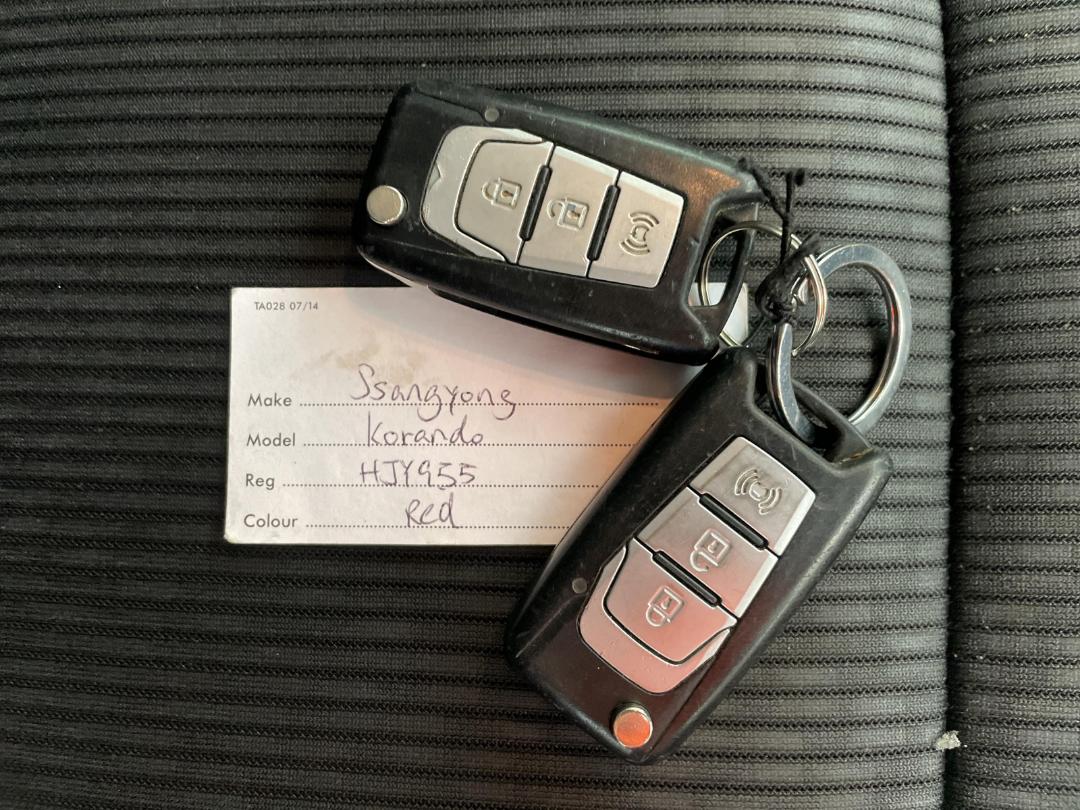 TA028 07/14
Make Ssangyong
Model Korando
Reg HJY955
Colour Red